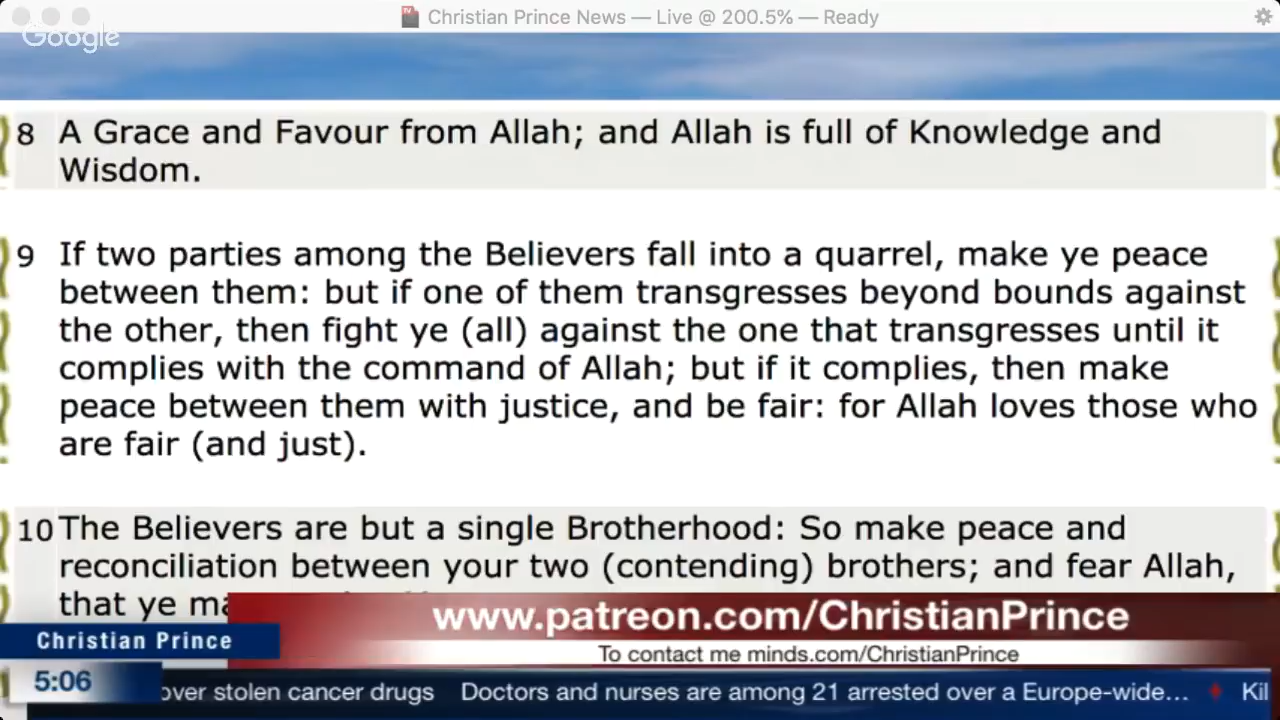 Christian Prince News — Live @ 200.5% — Ready
Google
8 A Grace and Favour from Allah; and Allah is full of Knowledge and
Wisdom.
9 If two parties among the Believers fall into a quarrel, make ye peace
between them: but if one of them transgresses beyond bounds against
the other, then fight ye (all) against the one that transgresses until it
complies with the command of Allah; but if it complies, then make
peace between them with justice, and be fair: for Allah loves those who
are fair (and just).
10 The Believers are but a single Brotherhood: So make peace and
reconciliation between your two (contending) brothers; and fear Allah,
that ye
www.patreon.com/ChristianPrince
Christian Prince
To contact me minds.com/ChristianPrince
5:06
over stolen cancer drugs Doctors and nurses are among 21 arrested over a Europe-wide...